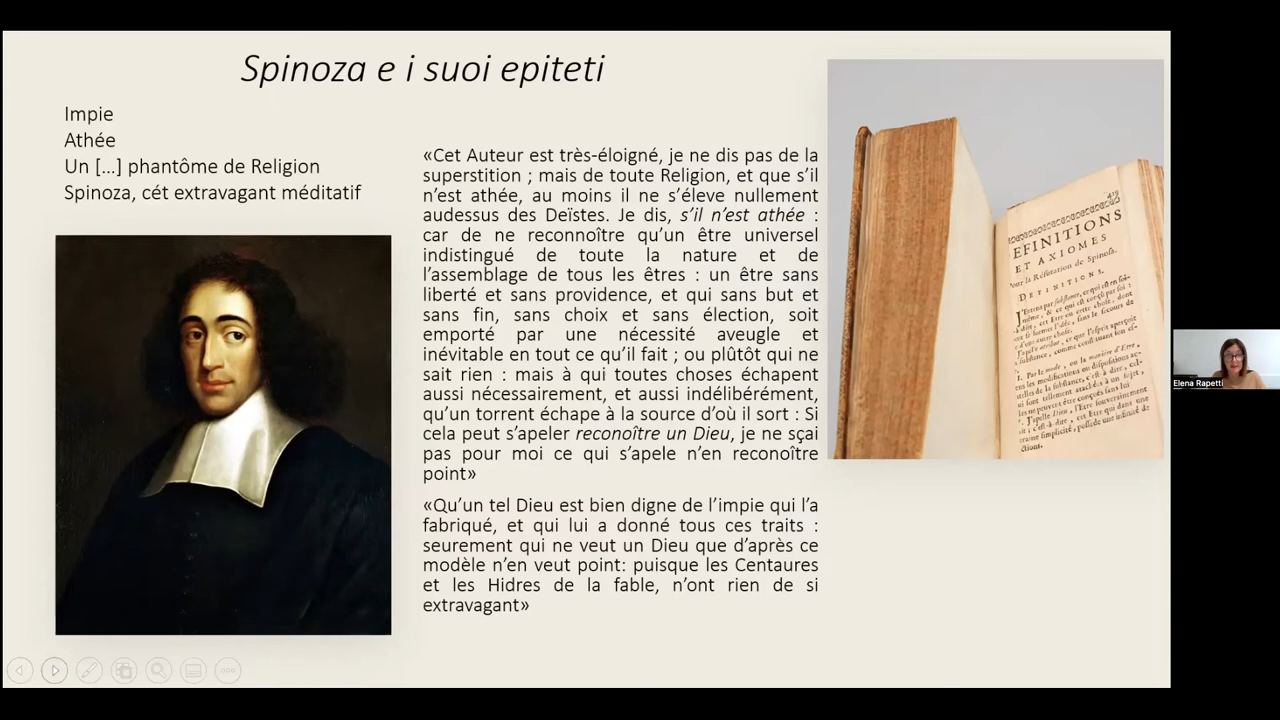 Spinoza e i suoi epiteti
Impie
Athée
Un [...] phantôme de Religion
Spinoza, cét extravagant méditatif
«Cet Auteur est très-éloigné, je ne dis pas de la
superstition ; mais de toute Religion, et que s'il
n'est athée, au moins il ne s'éleve nullement
audessus des Deïstes. Je dis, s'il n'est athée :
car de ne reconnoître qu'un être universel
indistingué de toute la nature et de
l'assemblage de tous les êtres : un être sans
liberté et sans providence, et qui sans but et
sans fin, sans choix et sans élection, soit
emporté par une nécessité aveugle et
inévitable en tout ce qu'il fait ; ou plûtôt qui ne
sait rien : mais à qui toutes choses échapent
aussi nécessairement, et aussi indélibérément,
qu'un torrent échape à la source d'où il sort : Si
cela peut s'apeler reconoître un Dieu, je ne sçai
pas pour moi ce qui s'apele n'en reconoître
point»
«Qu'un tel Dieu est bien digne de l'impie qui l'a
fabriqué, et qui lui a donné tous ces traits :
seurement qui ne veut un Dieu que d'après ce
modèle n'en veut point: puisque les Centaures
et les Hidres de la fable, n'ont rien de si
extravagant»
EFINITIONS
ET AXIOMES
la Réfutation de Spinosa.
DEFINITIONS.
Elena Rapetti